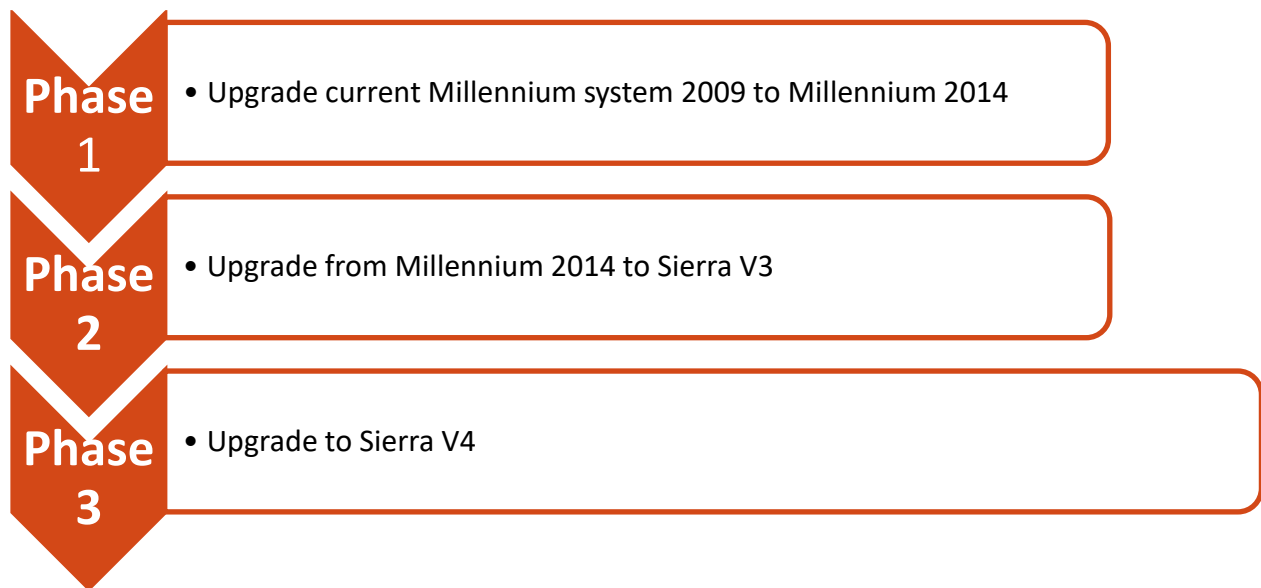 Phase
1
• Upgrade current Millennium system 2009 to Millennium 2014
Phase
2
• Upgrade from Millennium 2014 to Sierra V3
Phase
3
• Upgrade to Sierra V4